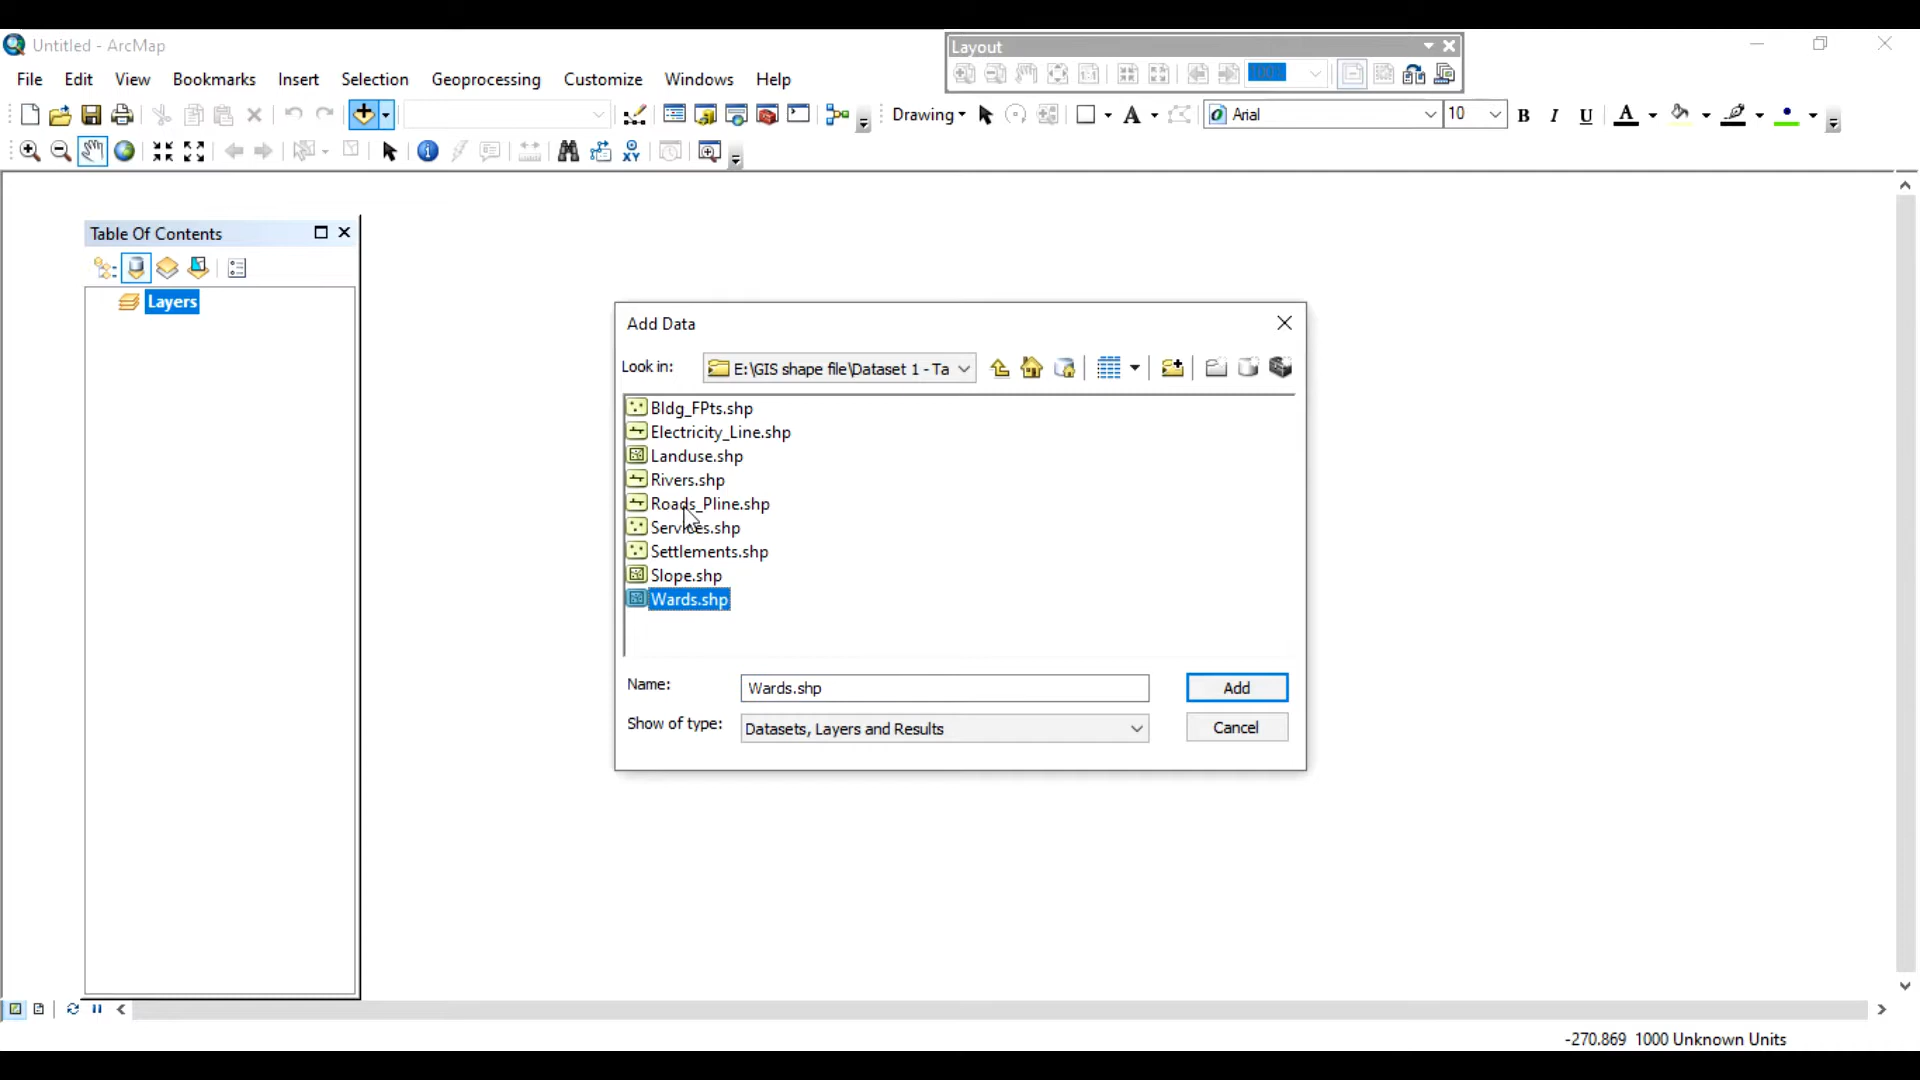 Untitled - ArcMap
Layout
File Edit View Bookmarks Insert Selection Geoprocessing Customize Windows Help
100%
Drawing Arial 10 B I U A
XY
Table Of Contents
Layers
Add Data
Look in: E:\GIS shape file\Dataset 1 - Ta
Bldg_FPts.shp
Electricity_Line.shp
Landuse.shp
Rivers.shp
Roads_Pline.shp
Services.shp
Settlements.shp
Slope.shp
Wards.shp
Name: Wards.shp Add
Show of type: Datasets, Layers and Results Cancel
-270.869 1000 Unknown Units